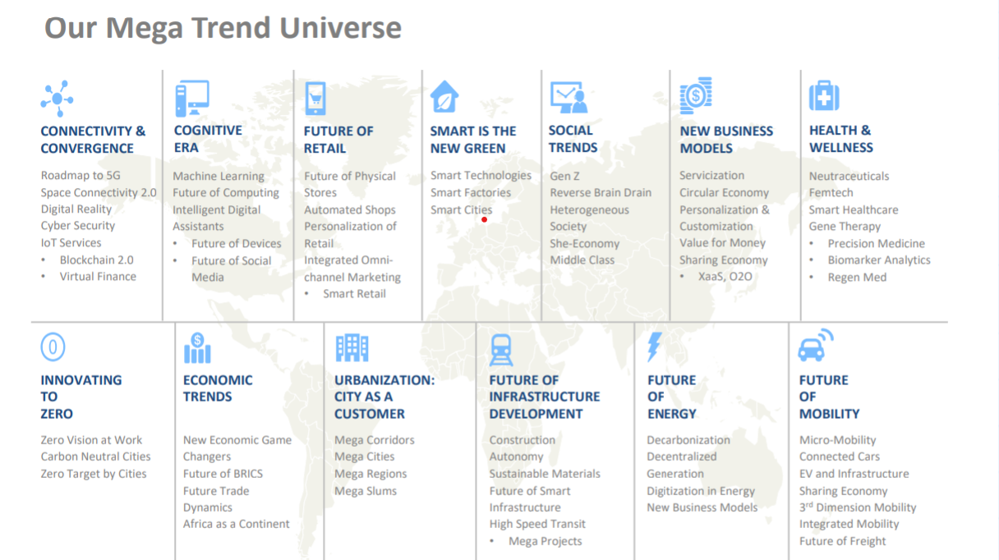 Our Mega Trend Universe
CONNECTIVITY &
CONVERGENCE
Roadmap to 5G
Space Connectivity 2.0
Digital Reality
Cyber Security
IoT Services
• Blockchain 2.0
• Virtual Finance
COGNITIVE
ERA
Machine Learning
Future of Computing
Intelligent Digital
Assistants
• Future of Devices
• Future of Social
Media
FUTURE OF
RETAIL
Future of Physical
Stores
Automated Shops
Personalization of
Retail
Integrated Omni-
channel Marketing
• Smart Retail
SMART IS THE
NEW GREEN
Smart Technologies
Smart Factories
Smart Cities
SOCIAL
TRENDS
Gen Z
Reverse Brain Drain
Heterogeneous
Society
She-Economy
Middle Class
NEW BUSINESS
MODELS
Servicization
Circular Economy
Personalization &
Customization
Value for Money
Sharing Economy
• XaaS, O2O
HEALTH &
WELLNESS
Neutraceuticals
Femtech
Smart Healthcare
Gene Therapy
• Precision Medicine
• Biomarker Analytics
• Regen Med
0
INNOVATING
TO
ZERO
Zero Vision at Work
Carbon Neutral Cities
Zero Target by Cities
ECONOMIC
TRENDS
New Economic Game
Changers
Future of BRICS
Future Trade
Dynamics
Africa as a Continent
URBANIZATION:
CITY AS A
CUSTOMER
Mega Corridors
Mega Cities
Mega Regions
Mega Slums
FUTURE OF
INFRASTRUCTURE
DEVELOPMENT
Construction
Autonomy
Sustainable Materials
Future of Smart
Infrastructure
High Speed Transit
• Mega Projects
FUTURE
OF
ENERGY
Decarbonization
Decentralized
Generation
Digitization in Energy
New Business Models
FUTURE
OF
MOBILITY
Micro-Mobility
Connected Cars
EV and Infrastructure
Sharing Economy
3rd Dimension Mobility
Integrated Mobility
Future of Freight